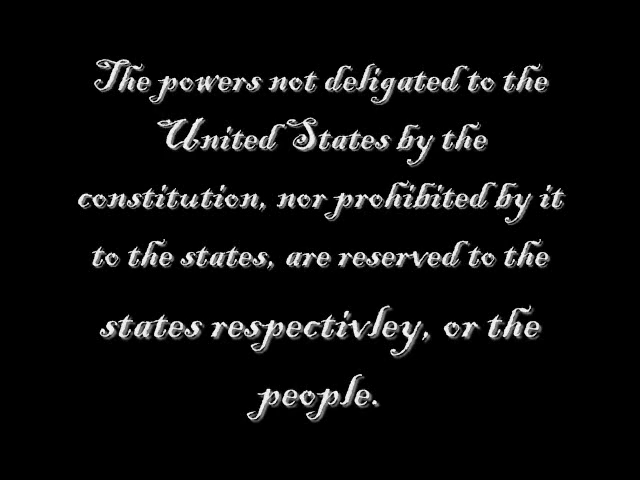 The powers not deligated to the
United States by the
constitution, nor prohibited by it
to the states, are reserved to the
states respectivley, or the
people.